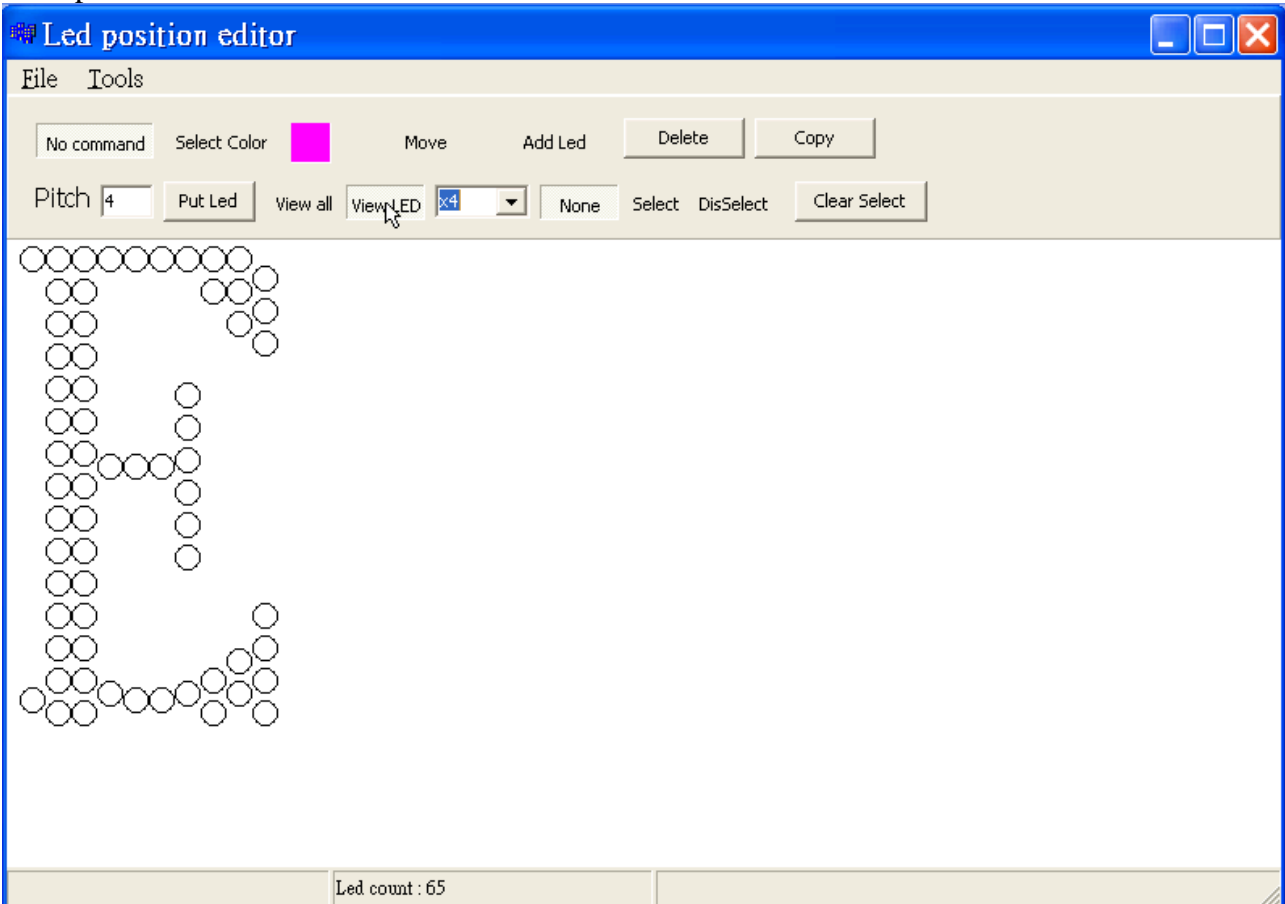 Led position editor
File Tools
No command Select Color Move Add Led Delete Copy
Pitch 4 Put Led View all View LED x4 None Select DisSelect Clear Select
Led count : 65